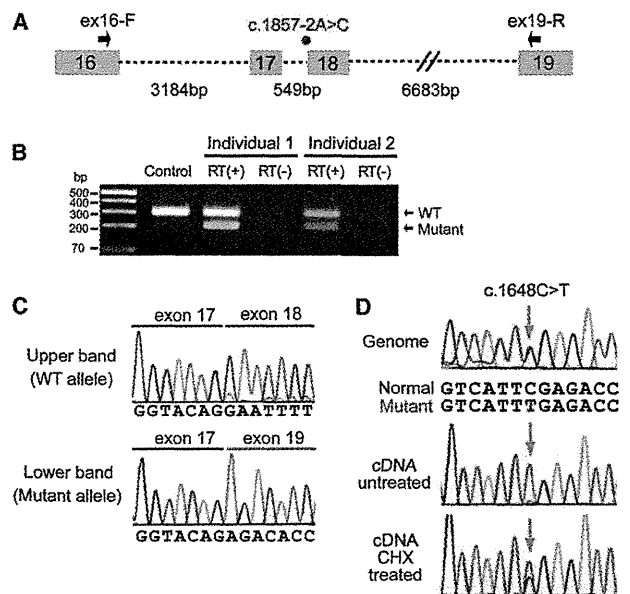 A
ex16-F
c.1857-2A>C
ex19-R
16
17
18
19
3184bp
549bp
6683bp
B
Individual 1
Individual 2
bp
Control
RT(+)
RT(-)
RT(+)
RT(-)
500
400
300
200
70
WT
Mutant
C
exon 17
exon 18
Upper band
(WT allele)
GGTACAGGAATTTT
exon 17
exon 19
Lower band
(Mutant allele)
GGTACAGAGACACC
D
c.1648C>T
Genome
Normal
GTCATTCGAGACC
Mutant
GTCATTTGAGACC
cDNA
untreated
cDNA
CHX
treated